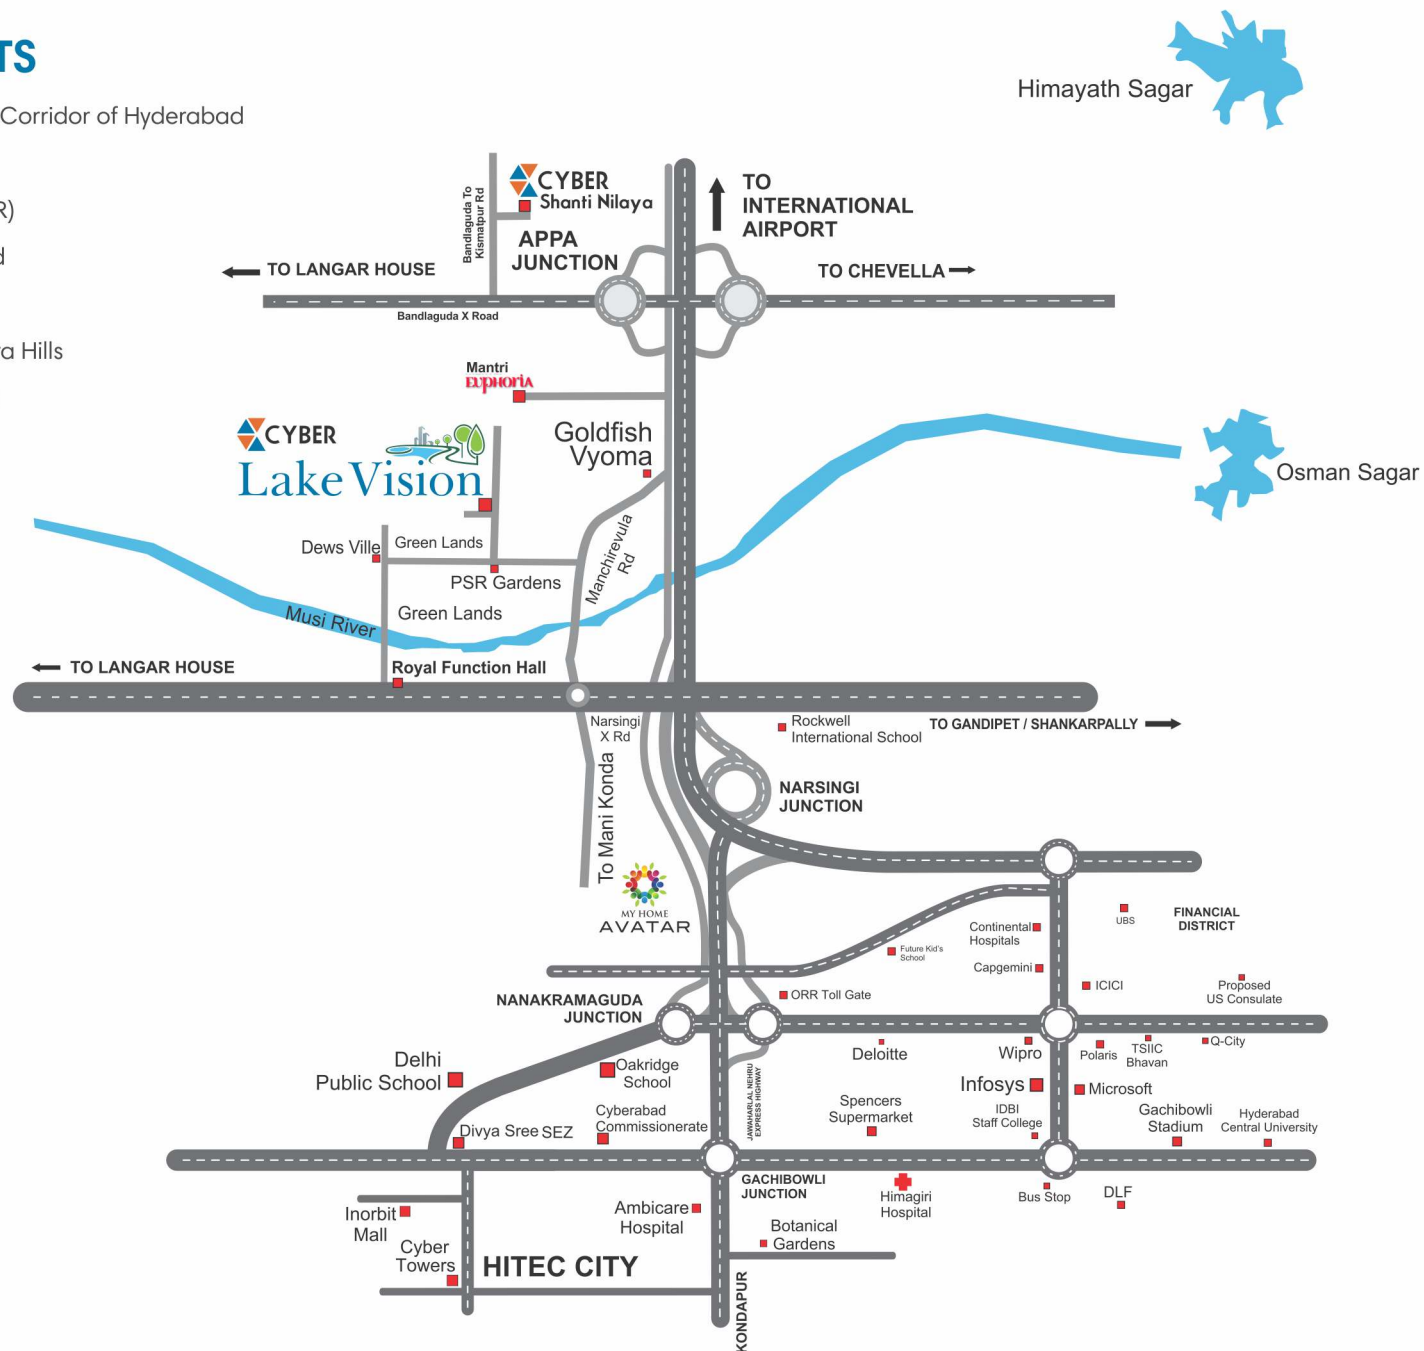 TS
Corridor of Hyderabad
R)
d
a Hills
Himayath Sagar
CYBER
Shanti Nilaya
Bandlaguda To
Kismatpur Rd
TO
INTERNATIONAL
AIRPORT
APPA
JUNCTION
TO LANGAR HOUSE
TO CHEVELLA
Bandlaguda X Road
Mantri
EUPHORIA
CYBER
Lake Vision
Goldfish
Vyoma
Osman Sagar
Manchirevula
Rd
Dews Ville
Green Lands
PSR Gardens
Green Lands
Musi River
TO LANGAR HOUSE
Royal Function Hall
Narsingi
X Rd
Rockwell
International School
TO GANDIPET / SHANKARPALLY
To Mani Konda
NARSINGI
JUNCTION
MY HOME
AVATAR
UBS
FINANCIAL
DISTRICT
Continental
Hospitals
Future Kid's
School
Capgemini
ICICI
Proposed
US Consulate
NANAKRAMAGUDA
JUNCTION
ORR Toll Gate
Deloitte
Wipro
Polaris
TSIIC
Bhavan
Q-City
Delhi
Public School
Oakridge
School
JAWAHARLAL NEHRU
EXPRESS HIGHWAY
Infosys
Microsoft
Spencers
Supermarket
IDBI
Staff College
Gachibowli
Stadium
Hyderabad
Central University
Cyberabad
Commissionerate
Divya Sree SEZ
GACHIBOWLI
JUNCTION
Himagiri
Hospital
Bus Stop
DLF
Inorbit
Mall
Ambicare
Hospital
Botanical
Gardens
Cyber
Towers
HITEC CITY
KONDAPUR